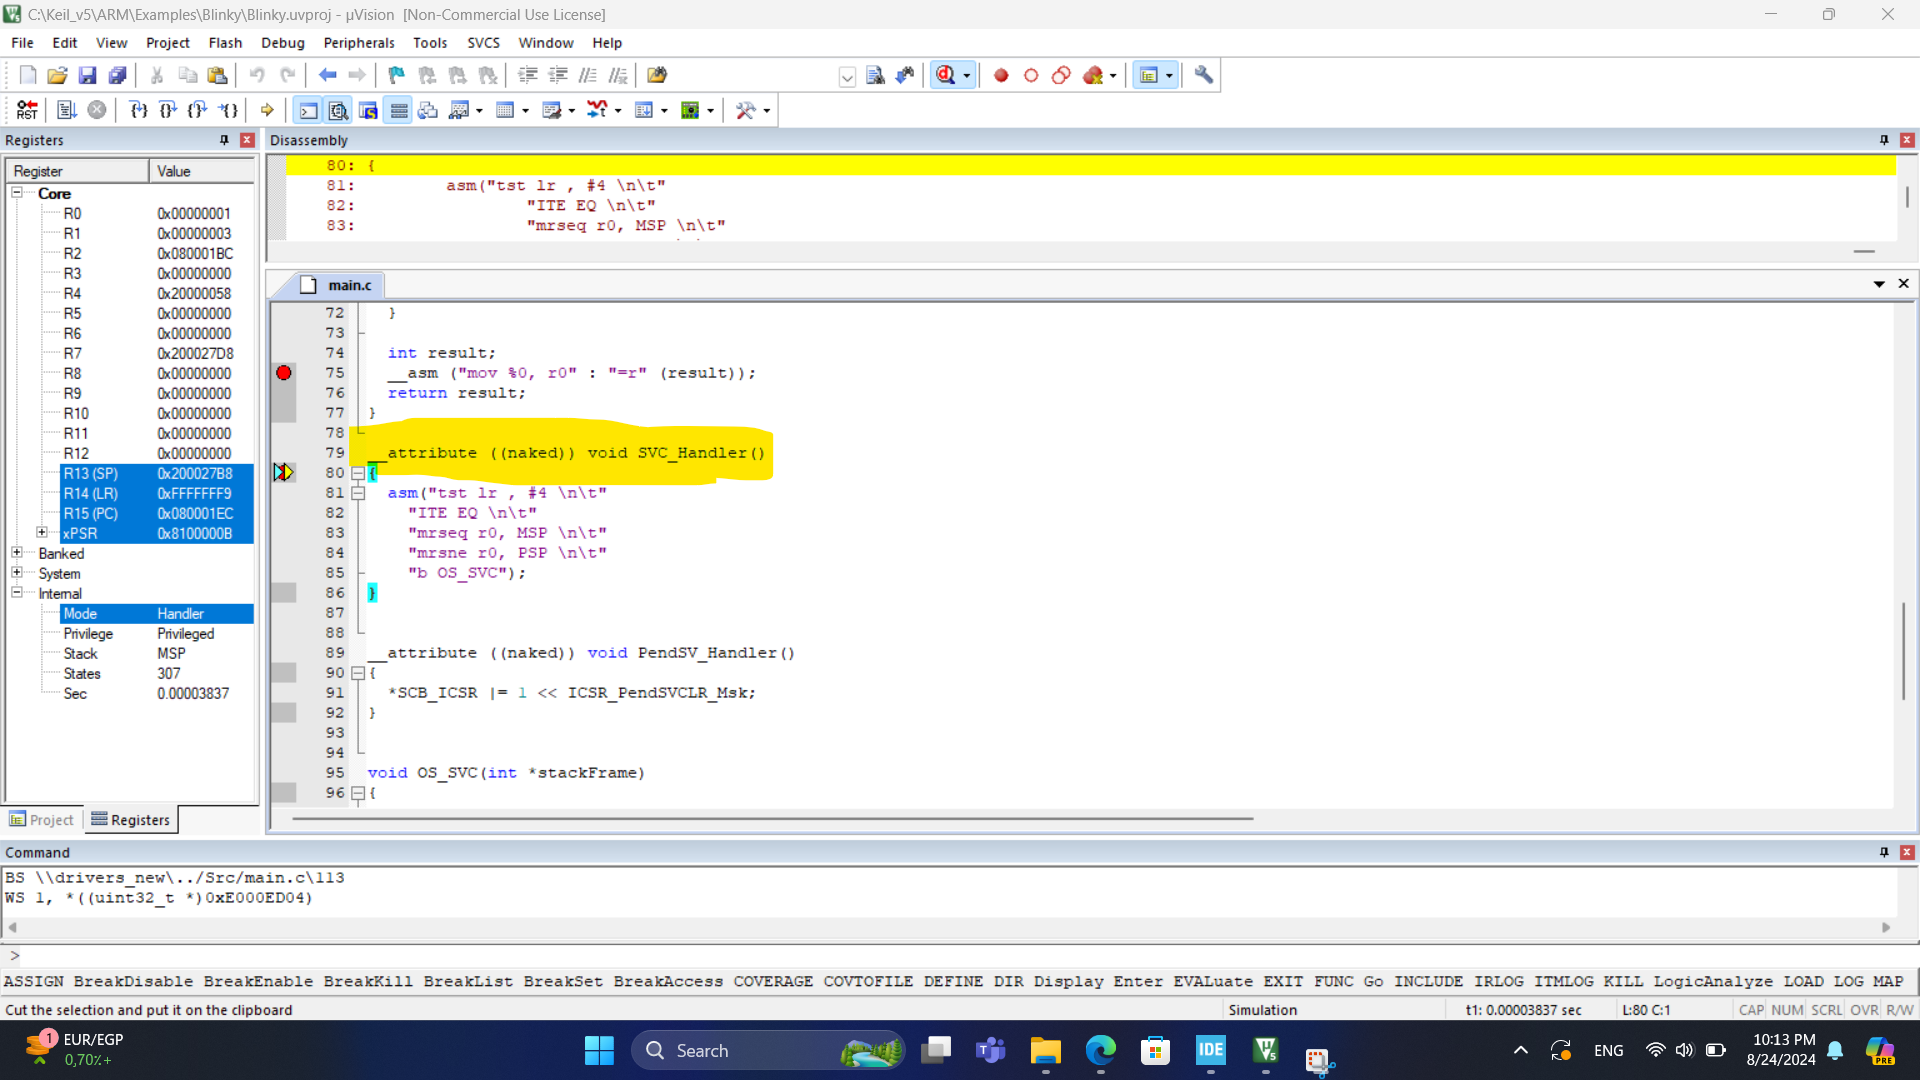 C:\Keil_v5\ARM\Examples\Blinky\Blinky.uvproj - µVision [Non-Commercial Use License]
File Edit View Project Flash Debug Peripherals Tools SVCS Window Help
Registers
Register Value
Core
R0 0x00000001
R1 0x00000003
R2 0x080001BC
R3 0x00000000
R4 0x20000058
R5 0x00000000
R6 0x00000000
R7 0x200027D8
R8 0x00000000
R9 0x00000000
R10 0x00000000
R11 0x00000000
R12 0x00000000
R13 (SP) 0x200027B8
R14 (LR) 0xFFFFFFF9
R15 (PC) 0x080001EC
xPSR 0x8100000B
Banked
System
Internal
Mode Handler
Privilege Privileged
Stack MSP
States 307
Sec 0.00003837
Project Registers
Disassembly
80: {
81: asm("tst lr , #4 \n\t"
82: "ITE EQ \n\t"
83: "mrseq r0, MSP \n\t"
main.c
72 }
73
74 int result;
75 __asm ("mov %0, r0" : "=r" (result));
76 return result;
77 }
78
79 __attribute ((naked)) void SVC_Handler()
80 {
81 asm("tst lr , #4 \n\t"
82 "ITE EQ \n\t"
83 "mrseq r0, MSP \n\t"
84 "mrsne r0, PSP \n\t"
85 "b OS_SVC");
86 }
87
88
89 __attribute ((naked)) void PendSV_Handler()
90 {
91 *SCB_ICSR |= 1 << ICSR_PendSVCLR_Msk;
92 }
93
94
95 void OS_SVC(int *stackFrame)
96 {
Command
BS \\drivers_new\../Src/main.c\113
WS 1, *((uint32_t *)0xE000ED04)
>
ASSIGN BreakDisable BreakEnable BreakKill BreakList BreakSet BreakAccess COVERAGE COVTOFILE DEFINE DIR Display Enter EVALuate EXIT FUNC Go INCLUDE IRLOG ITMLOG KILL LogicAnalyze LOAD LOG MAP
Cut the selection and put it on the clipboard Simulation t1: 0.00003837 sec L:80 C:1 CAP NUM SCRL OVR R/W
1 EUR/EGP
0,70%+
Search
IDE
ENG
10:13 PM
8/24/2024
PRE